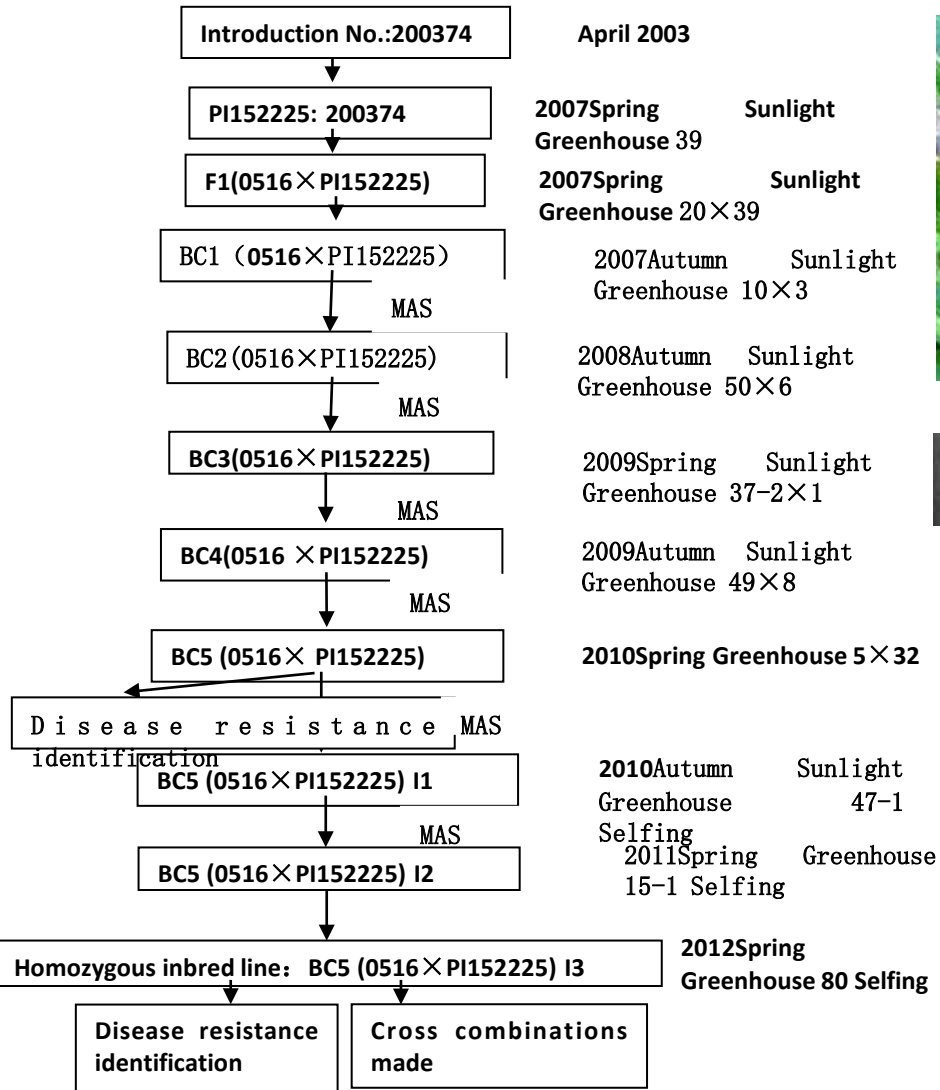 Introduction No.:200374 April 2003
PI152225: 200374 2007Spring Sunlight
Greenhouse 39
F1(0516×PI152225) 2007Spring Sunlight
Greenhouse 20×39
BC1（0516×PI152225） 2007Autumn Sunlight
Greenhouse 10×3
MAS
BC2(0516×PI152225) 2008Autumn Sunlight
Greenhouse 50×6
MAS
BC3(0516×PI152225) 2009Spring Sunlight
Greenhouse 37-2×1
MAS
BC4(0516 ×PI152225) 2009Autumn Sunlight
Greenhouse 49×8
MAS
BC5 (0516× PI152225) 2010Spring Greenhouse 5×32
Disease resistance MAS
identification
BC5 (0516×PI152225) I1 2010Autumn Sunlight
Greenhouse 47-1
Selfing
MAS
BC5 (0516×PI152225) I2 2011Spring Greenhouse
15-1 Selfing
Homozygous inbred line：BC5 (0516×PI152225) I3 2012Spring
Greenhouse 80 Selfing
Disease resistance
identification
Cross combinations
made